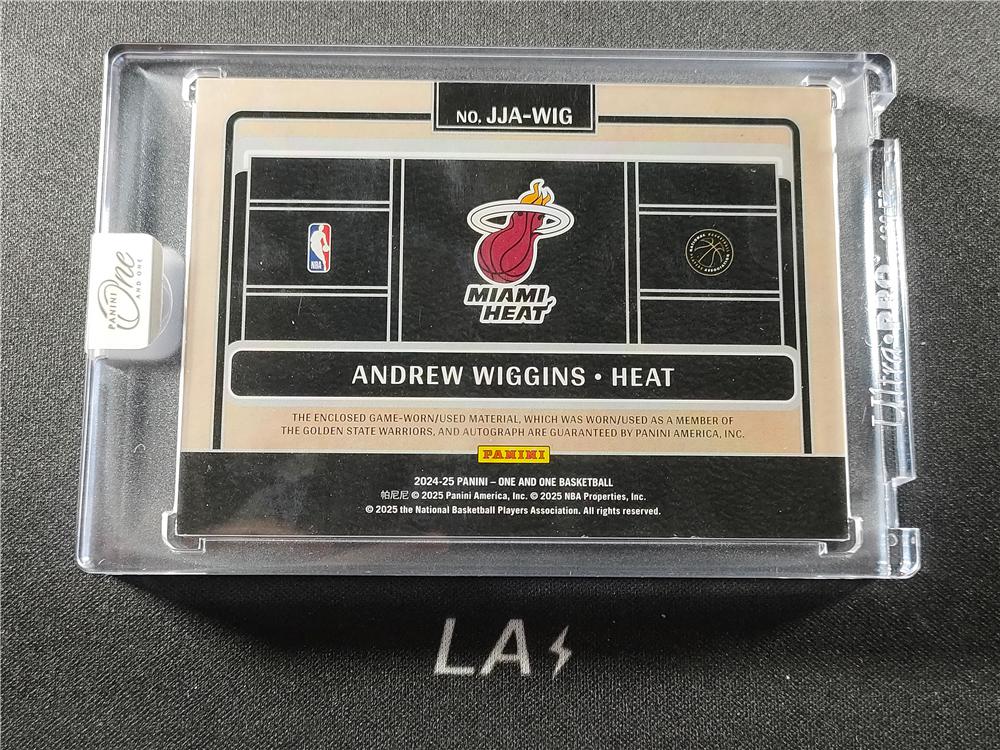 NO. JJA-WIG
NBA
MIAMI
HEAT
PANINI
One
AND ONE
ANDREW WIGGINS • HEAT
THE ENCLOSED GAME-WORN/USED MATERIAL, WHICH WAS WORN/USED AS A MEMBER OF
THE GOLDEN STATE WARRIORS, AND AUTOGRAPH ARE GUARANTEED BY PANINI AMERICA, INC.
PANINI
2024-25 PANINI – ONE AND ONE BASKETBALL
帕尼尼 © 2025 Panini America, Inc. © 2025 NBA Properties, Inc.
© 2025 the National Basketball Players Association. All rights reserved.
Ultra PRO
LA